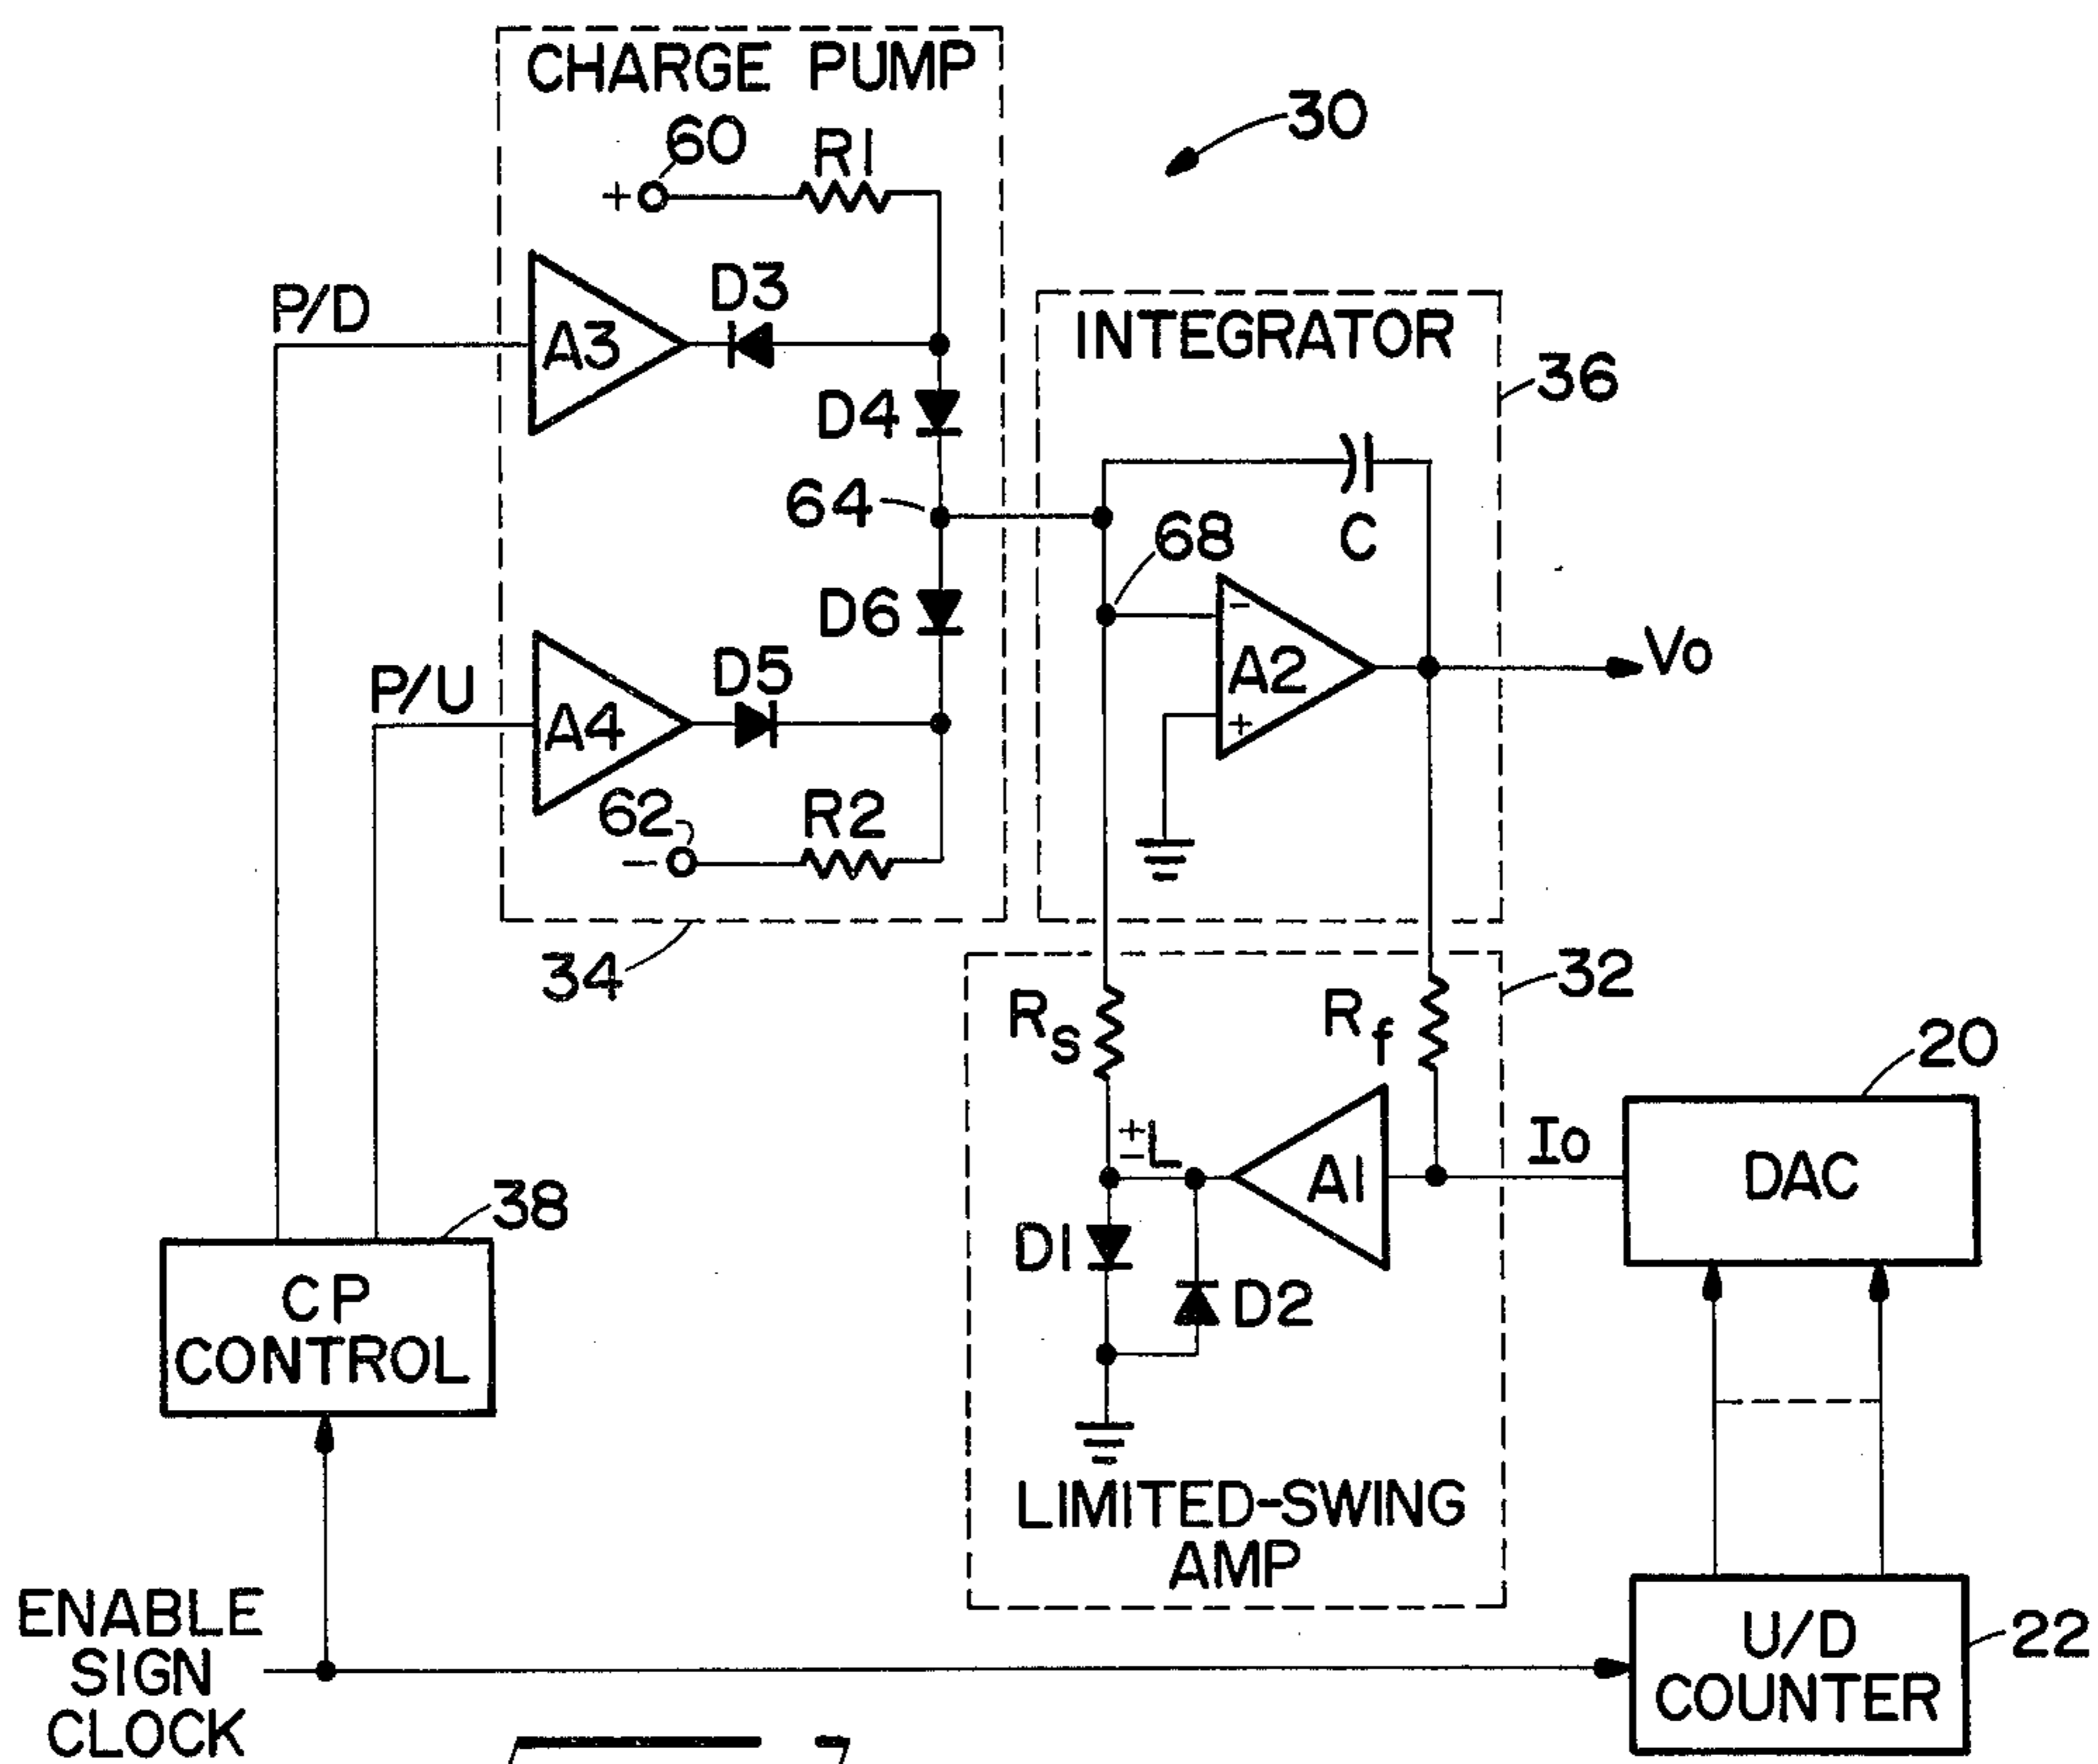 CHARGE PUMP
30
60
R1
+
P/D
A3
D3
INTEGRATOR
36
D4
64
C
68
D6
-
A2
+
Vo
P/U
A4
D5
62
R2
-
34
32
Rs
Rf
20
±L
A1
Io
DAC
38
D1
D2
CP
CONTROL
LIMITED-SWING
AMP
ENABLE
SIGN
CLOCK
U/D
COUNTER
22